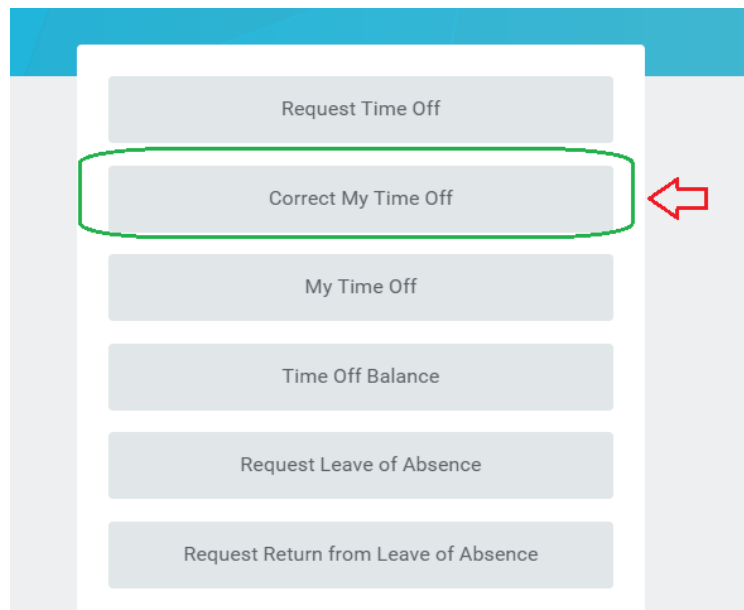 Request Time Off
Correct My Time Off
My Time Off
Time Off Balance
Request Leave of Absence
Request Return from Leave of Absence